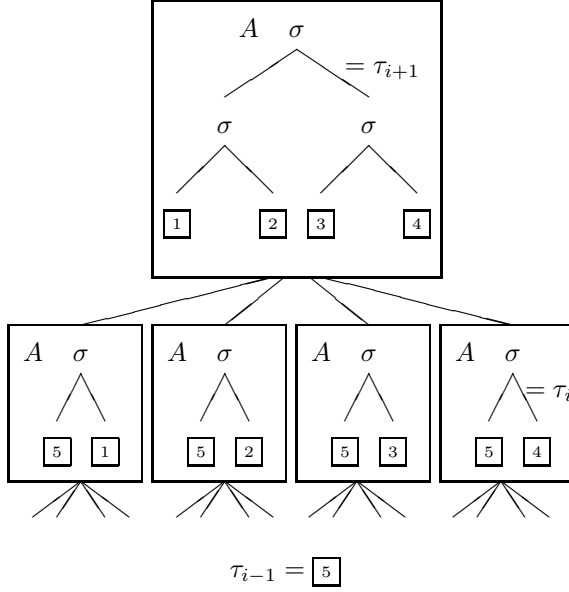 A σ
= τ_{i+1}
σ σ
1 2 3 4
A σ A σ A σ A σ
= τ_i
5 1 5 2 5 3 5 4
τ_{i−1} = 5